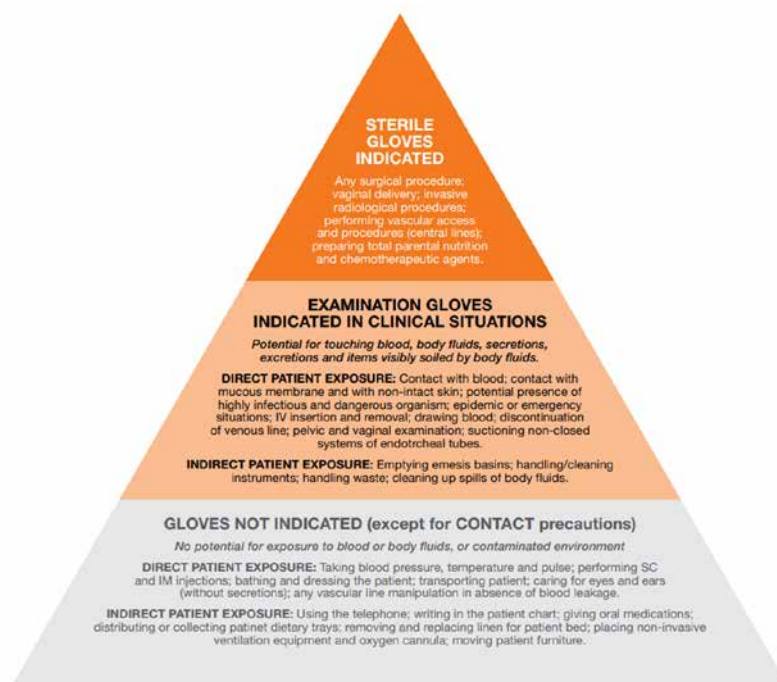 STERILE
GLOVES
INDICATED
Any surgical procedure;
vaginal delivery; invasive
radiological procedures;
performing vascular access
and procedures (central lines);
preparing total parental nutrition
and chemotherapeutic agents.
EXAMINATION GLOVES
INDICATED IN CLINICAL SITUATIONS
Potential for touching blood, body fluids, secretions,
excretions and items visibly soiled by body fluids.
DIRECT PATIENT EXPOSURE: Contact with blood; contact with
mucous membrane and with non-intact skin; potential presence of
highly infectious and dangerous organism; epidemic or emergency
situations; IV insertion and removal; drawing blood; discontinuation
of venous line; pelvic and vaginal examination; suctioning non-closed
systems of endotrcheal tubes.
INDIRECT PATIENT EXPOSURE: Emptying emesis basins; handling/cleaning
instruments; handling waste; cleaning up spills of body fluids.
GLOVES NOT INDICATED (except for CONTACT precautions)
No potential for exposure to blood or body fluids, or contaminated environment
DIRECT PATIENT EXPOSURE: Taking blood pressure, temperature and pulse; performing SC
and IM injections; bathing and dressing the patient; transporting patient; caring for eyes and ears
(without secretions); any vascular line manipulation in absence of blood leakage.
INDIRECT PATIENT EXPOSURE: Using the telephone; writing in the patient chart; giving oral medications;
distributing or collecting patinet dietary trays; removing and replacing linen for patient bed; placing non-invasive
ventilation equipment and oxygen cannula; moving patient furniture.